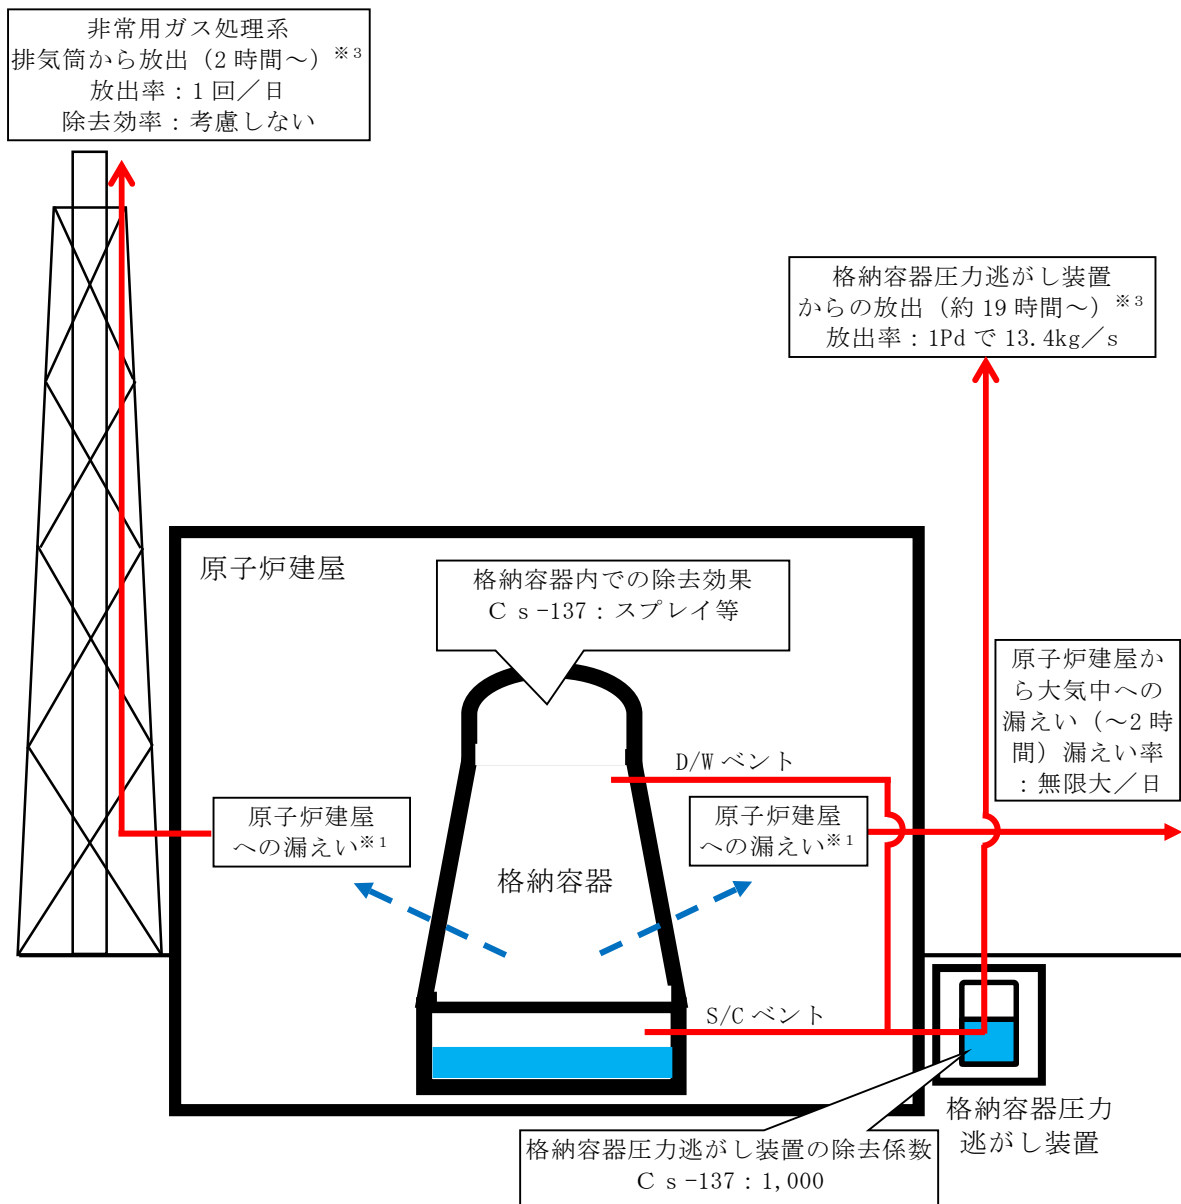 非常用ガス処理系
排気筒から放出（2時間～）※3
放出率：1回／日
除去効率：考慮しない
格納容器圧力逃がし装置
からの放出（約19時間～）※3
放出率：1Pdで13.4kg／s
原子炉建屋
格納容器内での除去効果
Ｃｓ-137：スプレイ等
原子炉建屋か
ら大気中への
漏えい（～2時
間）漏えい率
：無限大／日
D/Wベント
原子炉建屋
への漏えい※1
原子炉建屋
への漏えい※1
格納容器
S/Cベント
格納容器圧力
逃がし装置
格納容器圧力逃がし装置の除去係数
Ｃｓ-137：1,000